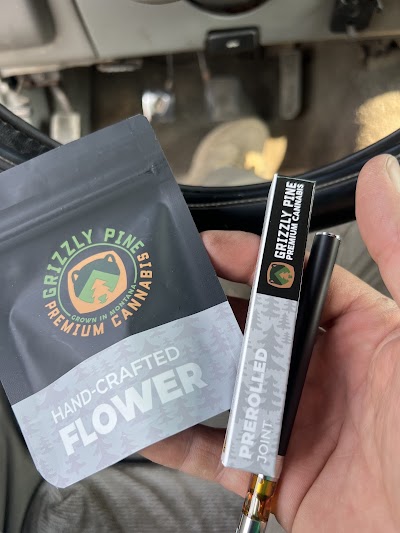 GRIZZLY PINE
GROWN IN MONTANA
PREMIUM CANNABIS
HAND-CRAFTED
FLOWER
GRIZZLY PINE
PREMIUM CANNABIS
PREROLLED
JOINT